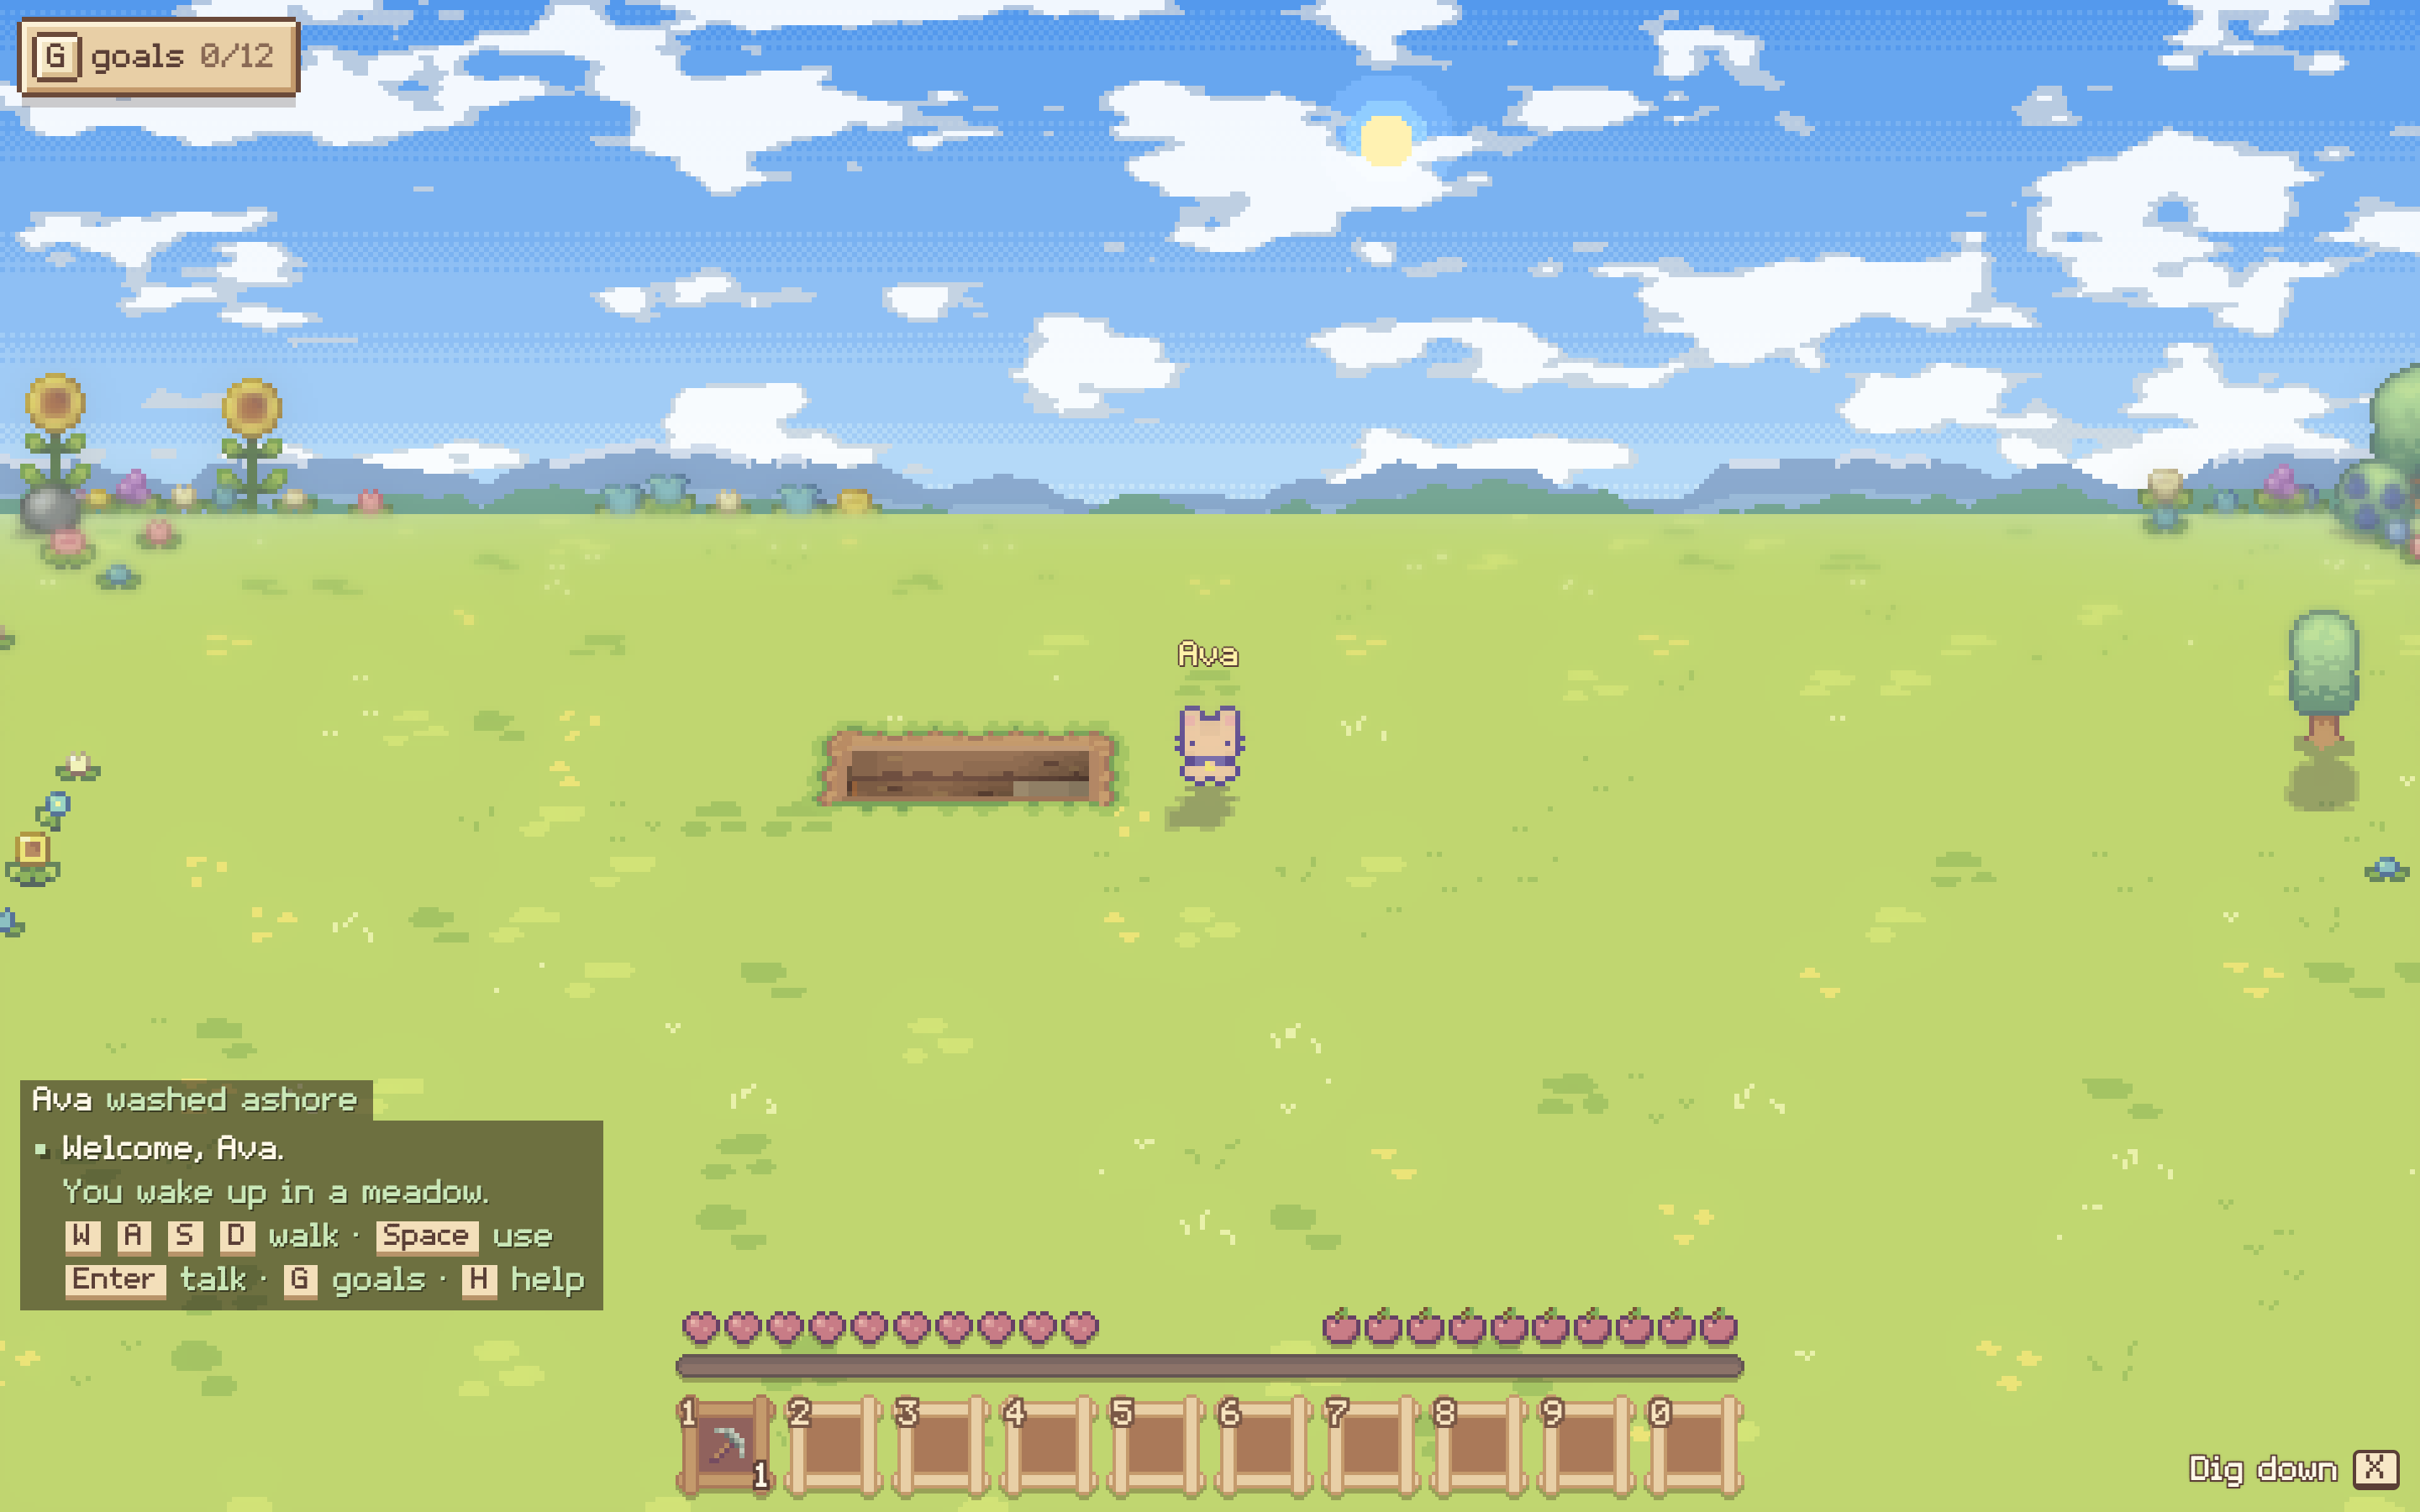 G goals 0/12
Ava
Ava washed ashore
Welcome, Ava.
You wake up in a meadow.
W A S D walk · Space use
Enter talk · G goals · H help
1 2 3 4 5 6 7 8 9 0
1
Dig down X